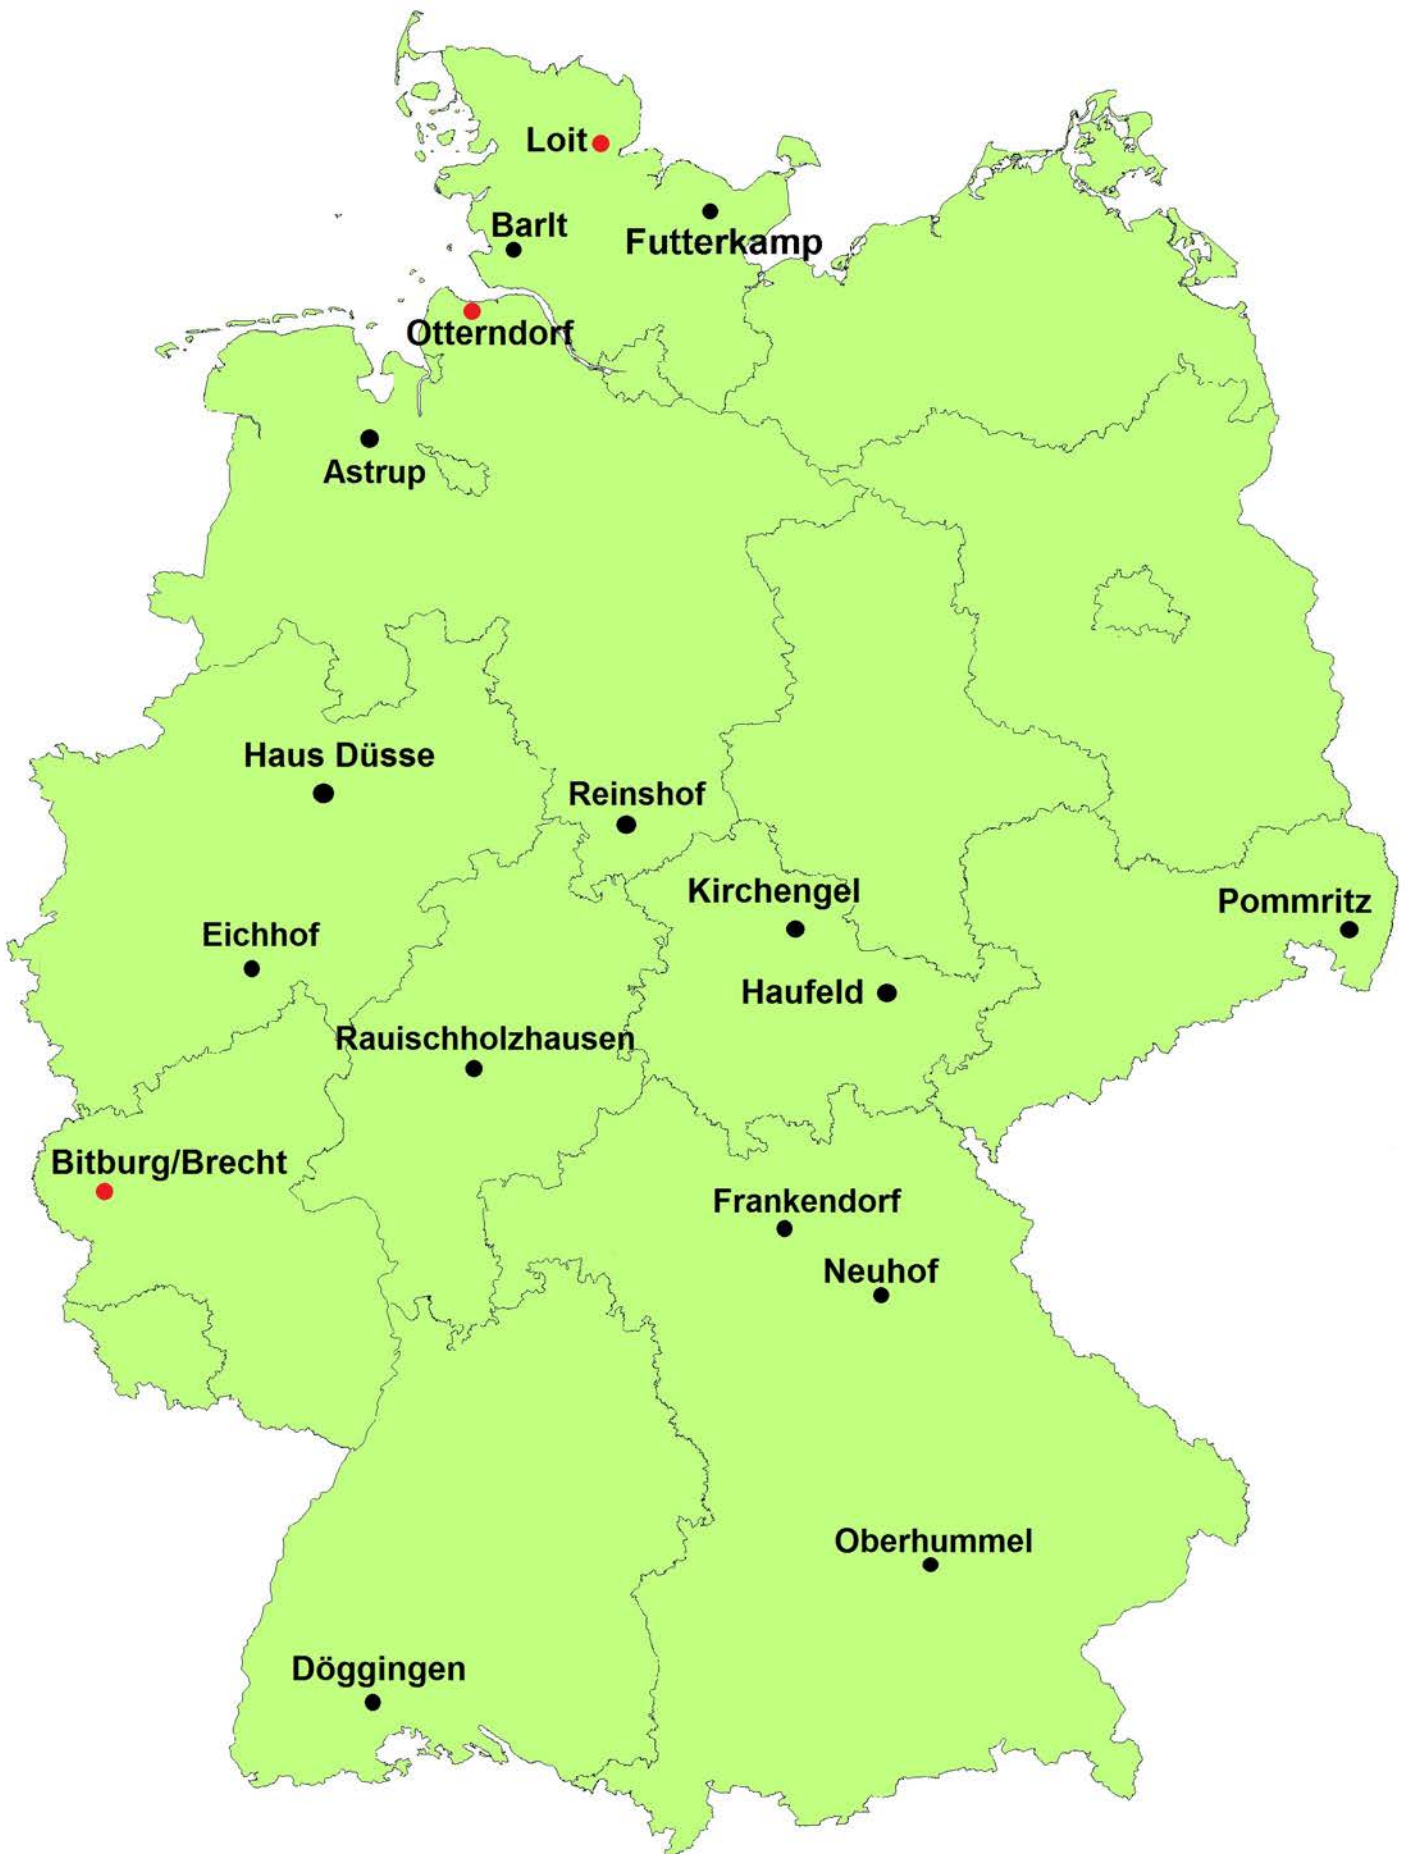 Loit
Barlt
Futterkamp
Otterndorf
Astrup
Haus Düsse
Reinshof
Kirchengel
Pommritz
Eichhof
Haufeld
Rauischholzhausen
Bitburg/Brecht
Frankendorf
Neuhof
Oberhummel
Döggingen